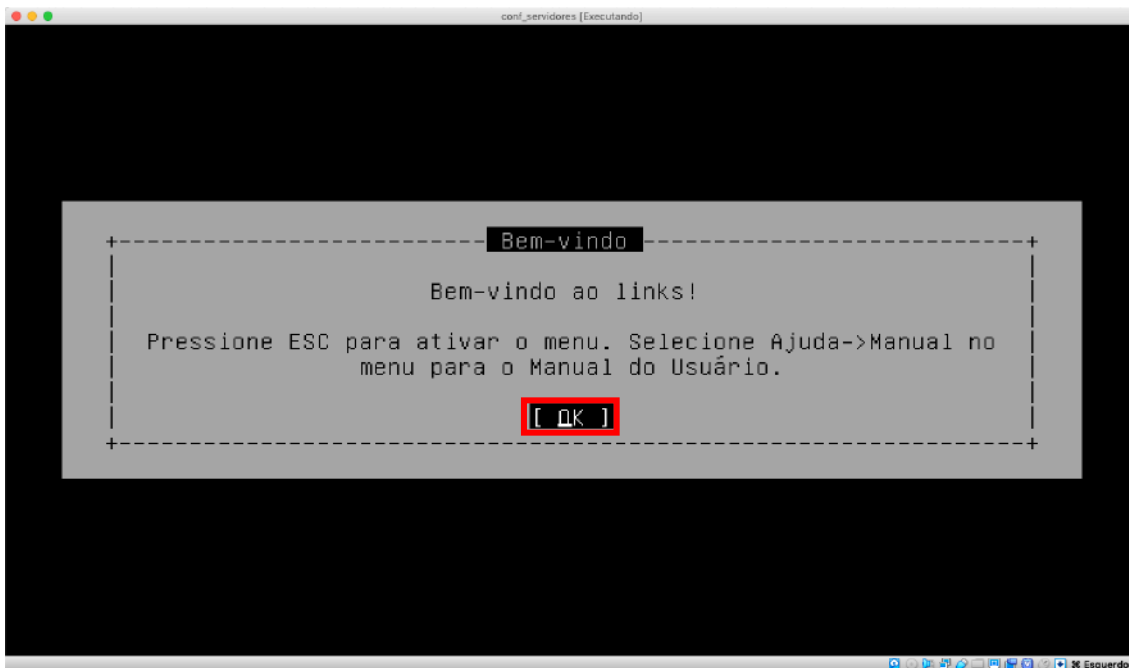 conf_servidores [Executando]
Bem-vindo
Bem-vindo ao links!
Pressione ESC para ativar o menu. Selecione Ajuda->Manual no
menu para o Manual do Usuário.
[ OK ]
⌘ Esquerdo